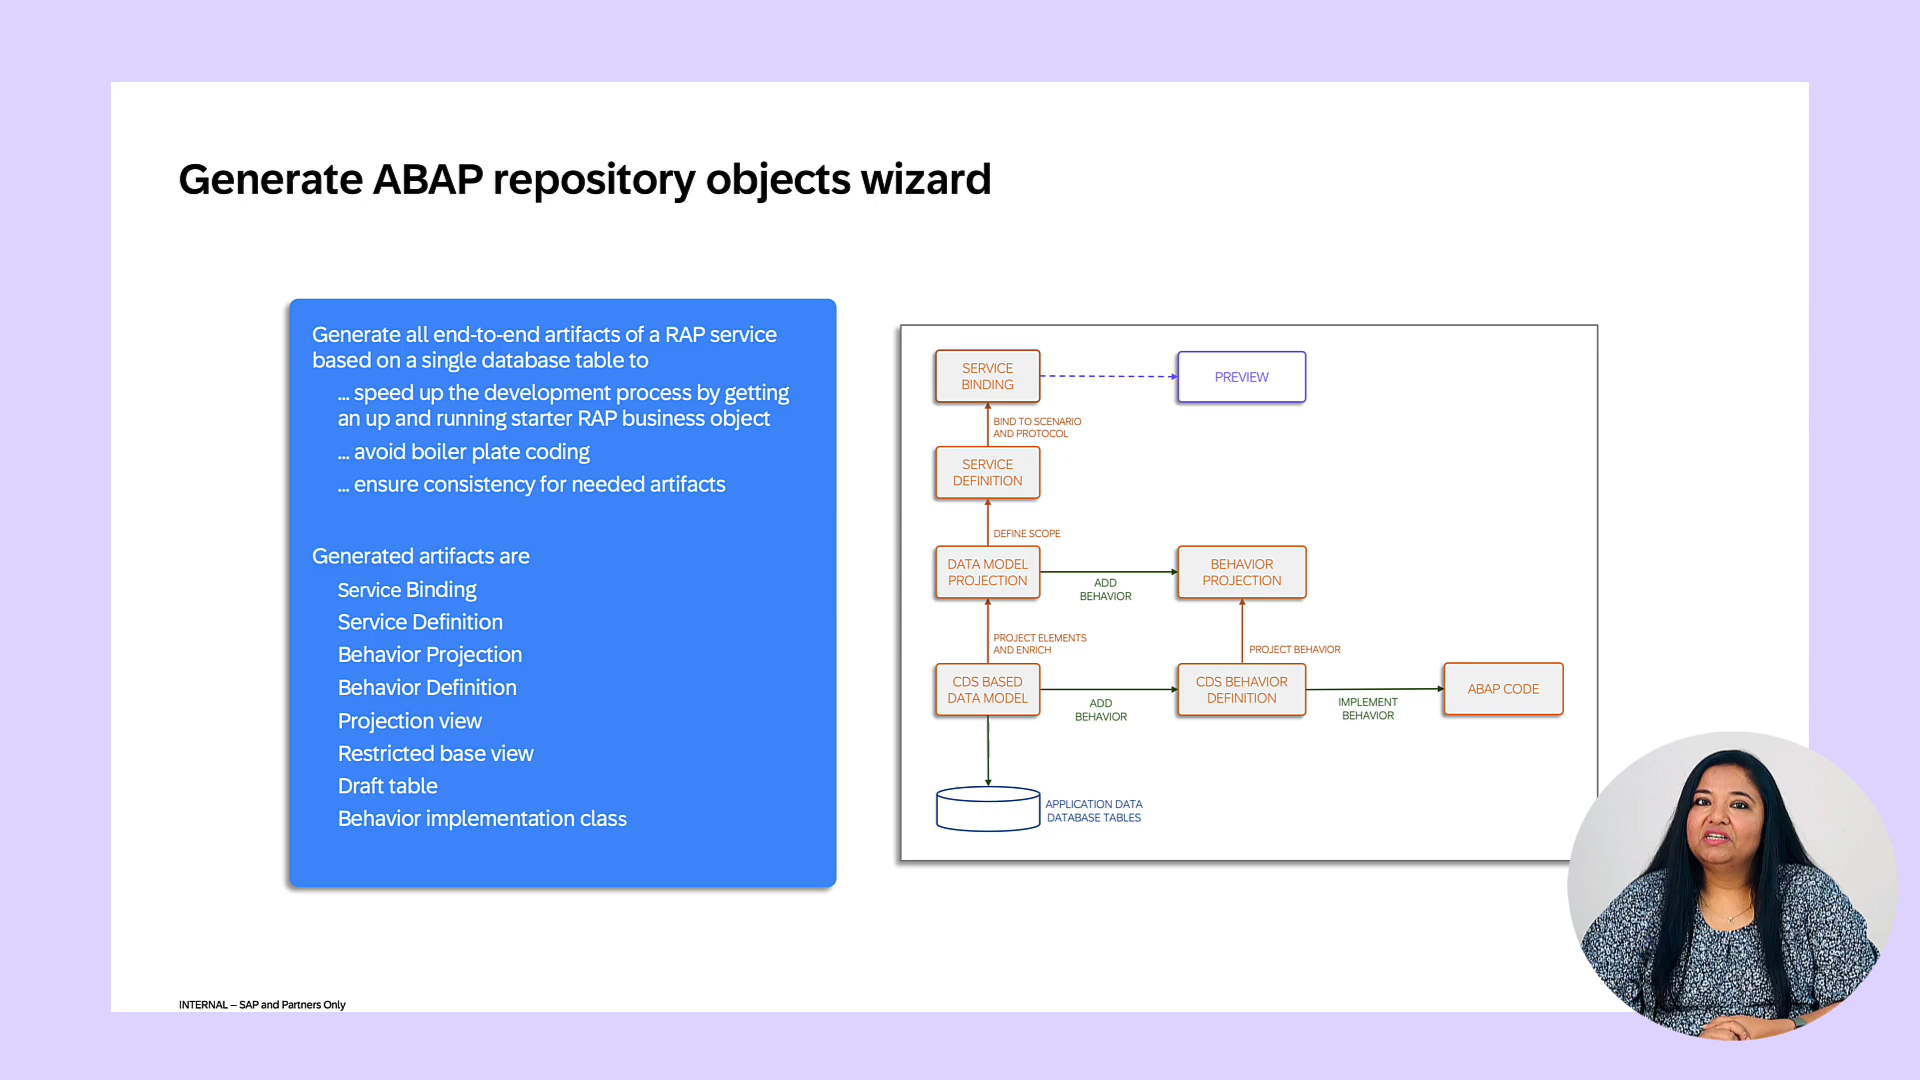 Generate ABAP repository objects wizard
Generate all end-to-end artifacts of a RAP service
based on a single database table to
... speed up the development process by getting
an up and running starter RAP business object
... avoid boiler plate coding
... ensure consistency for needed artifacts
Generated artifacts are
Service Binding
Service Definition
Behavior Projection
Behavior Definition
Projection view
Restricted base view
Draft table
Behavior implementation class
SERVICE
BINDING
PREVIEW
BIND TO SCENARIO
AND PROTOCOL
SERVICE
DEFINITION
DEFINE SCOPE
DATA MODEL
PROJECTION
ADD
BEHAVIOR
BEHAVIOR
PROJECTION
PROJECT ELEMENTS
AND ENRICH
PROJECT BEHAVIOR
CDS BASED
DATA MODEL
ADD
BEHAVIOR
CDS BEHAVIOR
DEFINITION
IMPLEMENT
BEHAVIOR
ABAP CODE
APPLICATION DATA
DATABASE TABLES
INTERNAL – SAP and Partners Only